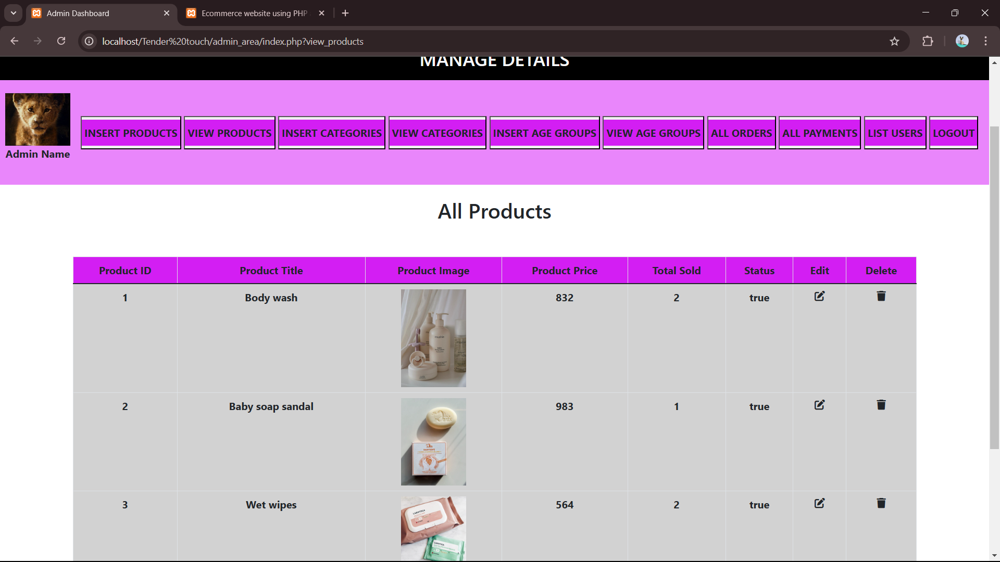 Admin Dashboard
Ecommerce website using PHP
localhost/Tender%20touch/admin_area/index.php?view_products
MANAGE DETAILS
Admin Name
INSERT PRODUCTS VIEW PRODUCTS INSERT CATEGORIES VIEW CATEGORIES INSERT AGE GROUPS VIEW AGE GROUPS ALL ORDERS ALL PAYMENTS LIST USERS LOGOUT
All Products
Product ID Product Title Product Image Product Price Total Sold Status Edit Delete
1 Body wash 832 2 true
2 Baby soap sandal 983 1 true
3 Wet wipes 564 2 true